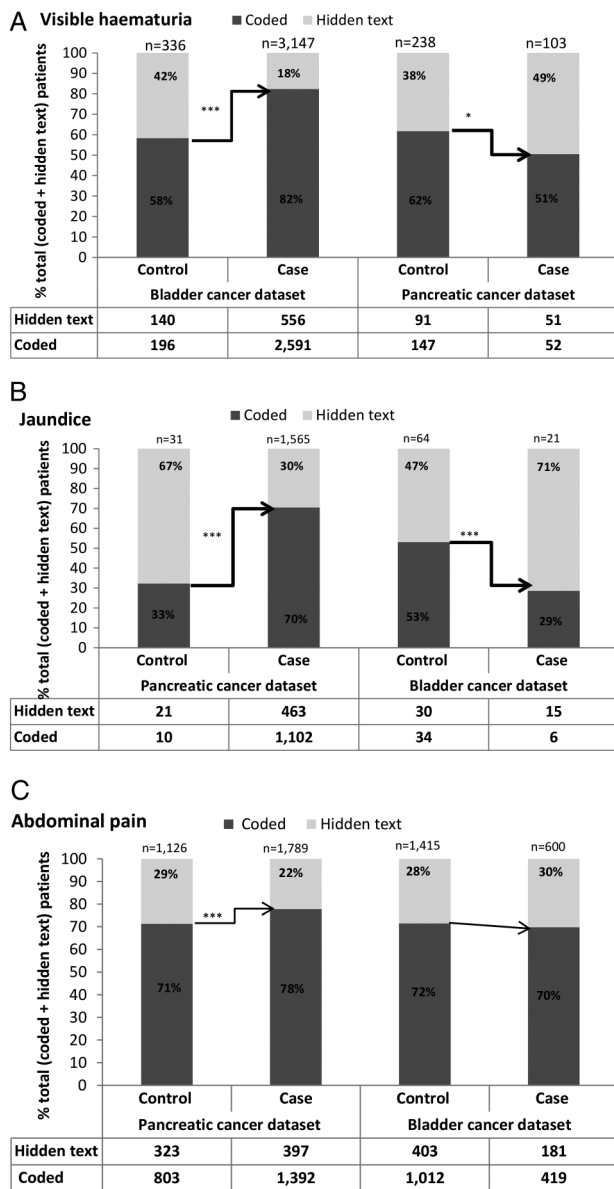 A Visible haematuria
Coded Hidden text
n=336 n=3,147 n=238 n=103
% total (coded + hidden text) patients
100
90
80
70
60
50
40
30
20
10
0
42% 18% 38% 49%
*** *
58% 82% 62% 51%
Control Case Control Case
Bladder cancer dataset Pancreatic cancer dataset
Hidden text 140 556 91 51
Coded 196 2,591 147 52
B
Jaundice
Coded Hidden text
n=31 n=1,565 n=64 n=21
% total (coded + hidden text) patients
100
90
80
70
60
50
40
30
20
10
0
67% 30% 47% 71%
*** ***
33% 70% 53% 29%
Control Case Control Case
Pancreatic cancer dataset Bladder cancer dataset
Hidden text 21 463 30 15
Coded 10 1,102 34 6
C
Abdominal pain
Coded Hidden text
n=1,126 n=1,789 n=1,415 n=600
% total (coded + hidden text) patients
100
90
80
70
60
50
40
30
20
10
0
29% 22% 28% 30%
***
71% 78% 72% 70%
Control Case Control Case
Pancreatic cancer dataset Bladder cancer dataset
Hidden text 323 397 403 181
Coded 803 1,392 1,012 419